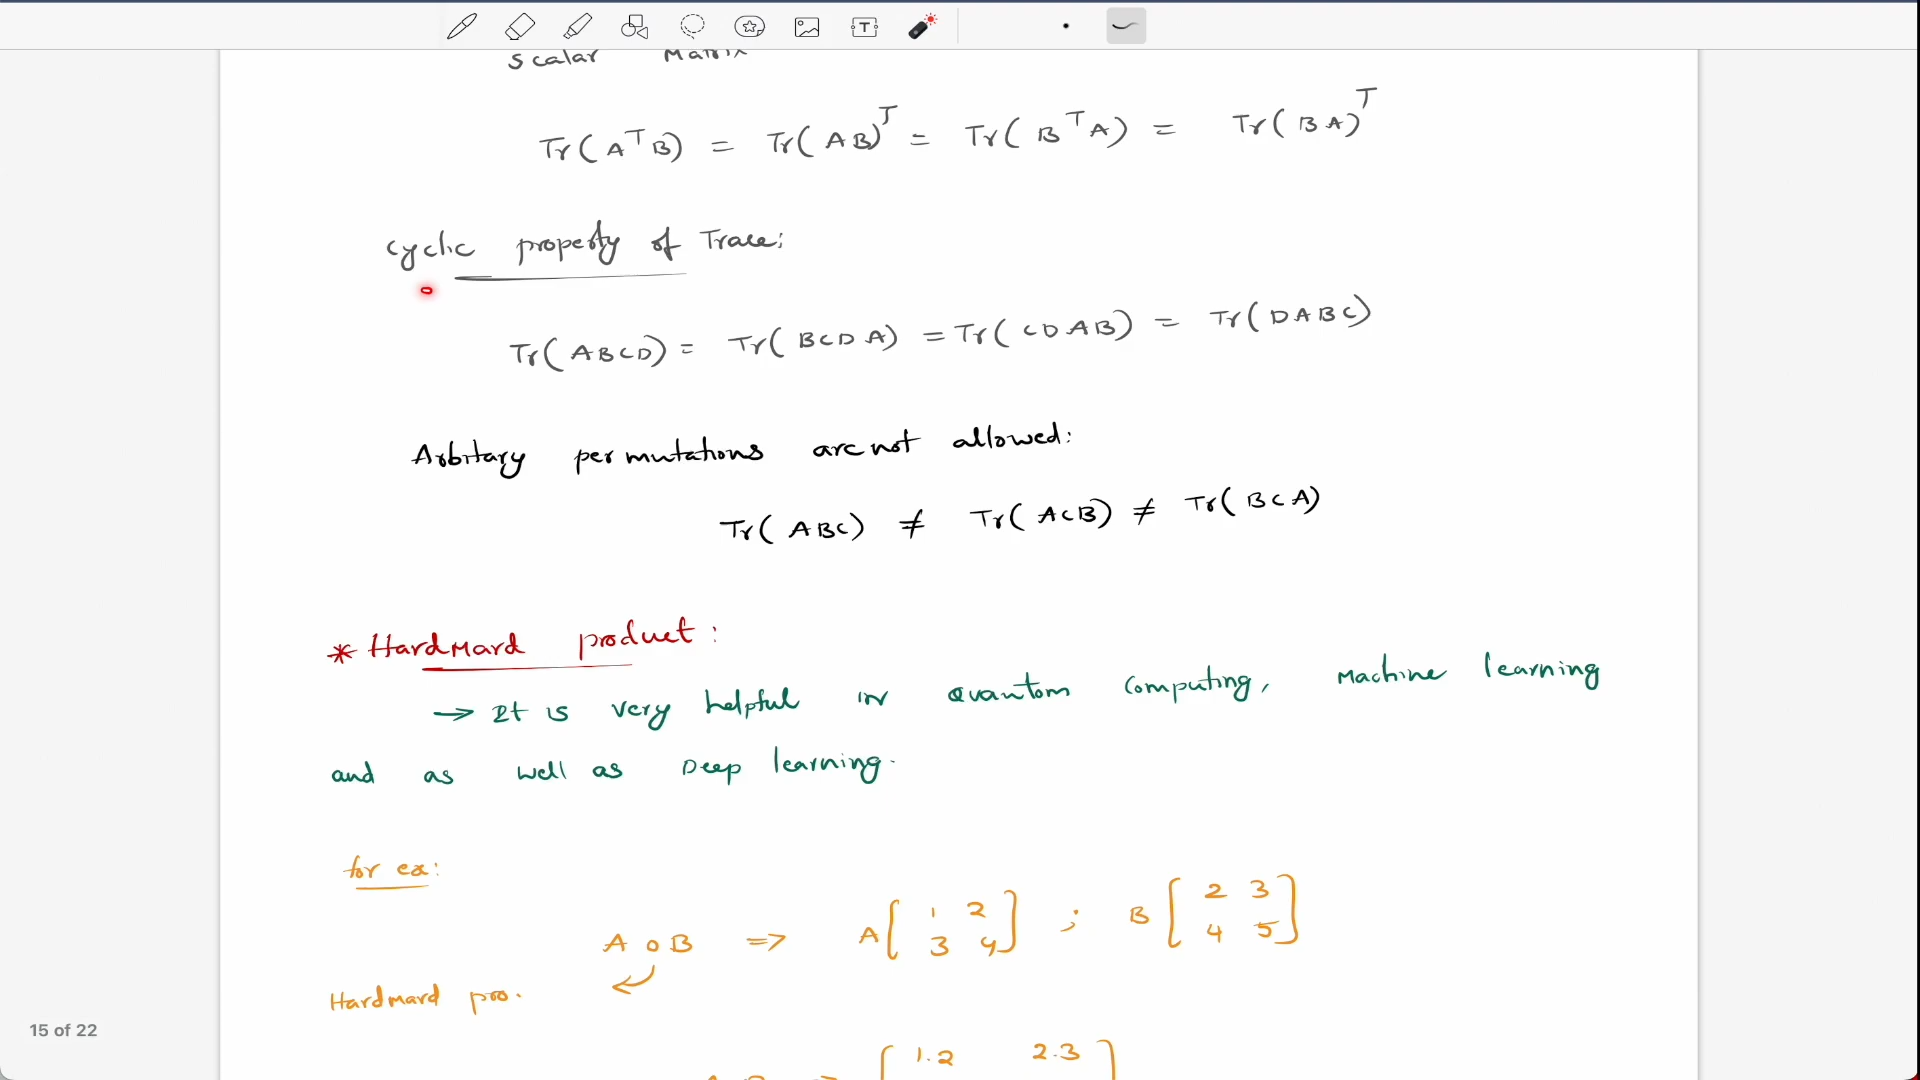 scalar Matrix
Tr(AᵀB) = Tr(AB)ᵀ = Tr(BᵀA) = Tr(BA)ᵀ
cyclic property of Trace:
Tr(ABCD) = Tr(BCDA) = Tr(CDAB) = Tr(DABC)
Arbitary permutations are not allowed:
Tr(ABC) ≠ Tr(ACB) ≠ Tr(BCA)
* Hardmard product:
→ It is very helpful in Quantom Computing, Machine learning
and as well as Deep learning.
for ex:
A o B => A[1 2 ; B[2 3
3 4] 4 5]
Hardmard pro.
15 of 22
1.2 2.3